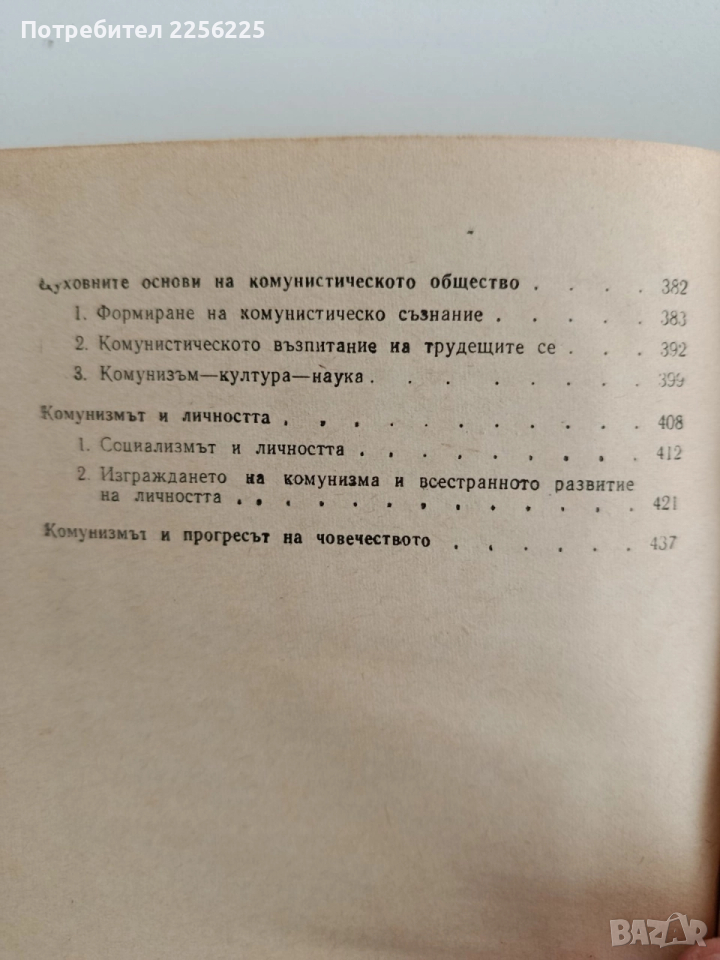 Потребител 2256225
Духовните основи на комунистическото общество . . . . 382
1. Формиране на комунистическо съзнание . . . . . 383
2. Комунистическото възпитание на трудещите се . . . . 392
3. Комунизъм—култура—наука . . . . . . . . 399
Комунизмът и личността . . . . . . . . . . 408
1. Социализмът и личността . . . . . . . . 412
2. Изграждането на комунизма и всестранното развитие
на личността . . . . . . . . . . . . 421
Комунизмът и прогресът на човечеството . . . . . . 437
BAZAR